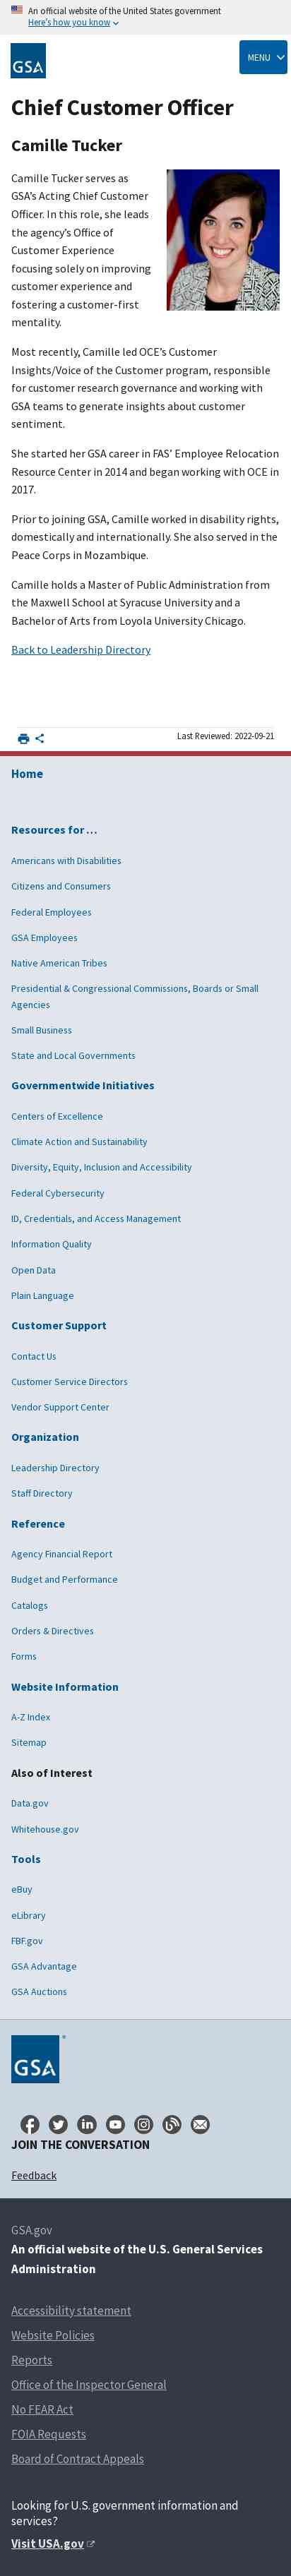 An official website of the United States government
Here's how you know
GSA
MENU
Chief Customer Officer
Camille Tucker
Camille Tucker serves as
GSA's Acting Chief Customer
Officer. In this role, she leads
the agency's Office of
Customer Experience
focusing solely on improving
customer experience and
fostering a customer-first
mentality.
Most recently, Camille led OCE's Customer
Insights/Voice of the Customer program, responsible
for customer research governance and working with
GSA teams to generate insights about customer
sentiment.
She started her GSA career in FAS' Employee Relocation
Resource Center in 2014 and began working with OCE in
2017.
Prior to joining GSA, Camille worked in disability rights,
domestically and internationally. She also served in the
Peace Corps in Mozambique.
Camille holds a Master of Public Administration from
the Maxwell School at Syracuse University and a
Bachelor of Arts from Loyola University Chicago.
Back to Leadership Directory
Last Reviewed: 2022-09-21
Home
Resources for …
Americans with Disabilities
Citizens and Consumers
Federal Employees
GSA Employees
Native American Tribes
Presidential & Congressional Commissions, Boards or Small
Agencies
Small Business
State and Local Governments
Governmentwide Initiatives
Centers of Excellence
Climate Action and Sustainability
Diversity, Equity, Inclusion and Accessibility
Federal Cybersecurity
ID, Credentials, and Access Management
Information Quality
Open Data
Plain Language
Customer Support
Contact Us
Customer Service Directors
Vendor Support Center
Organization
Leadership Directory
Staff Directory
Reference
Agency Financial Report
Budget and Performance
Catalogs
Orders & Directives
Forms
Website Information
A-Z Index
Sitemap
Also of Interest
Data.gov
Whitehouse.gov
Tools
eBuy
eLibrary
FBF.gov
GSA Advantage
GSA Auctions
GSA
JOIN THE CONVERSATION
Feedback
GSA.gov
An official website of the U.S. General Services
Administration
Accessibility statement
Website Policies
Reports
Office of the Inspector General
No FEAR Act
FOIA Requests
Board of Contract Appeals
Looking for U.S. government information and
services?
Visit USA.gov